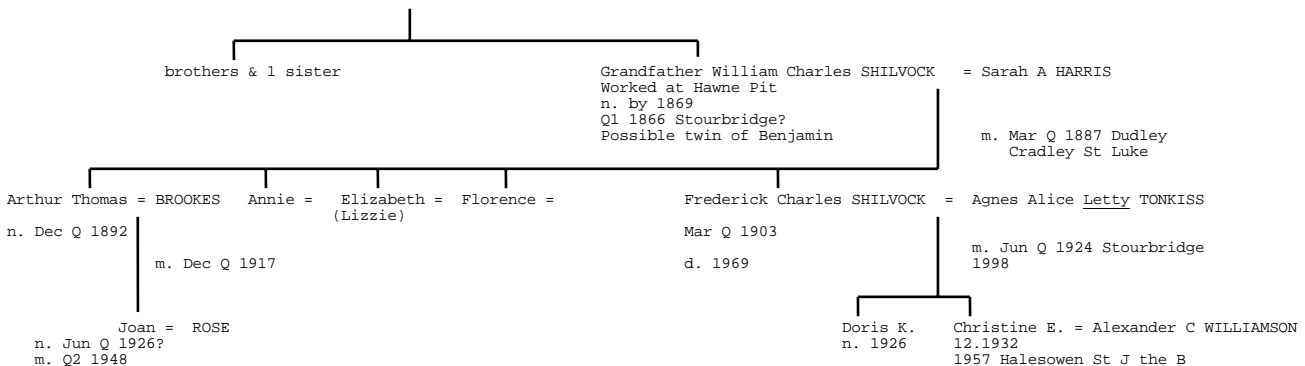 brothers & 1 sister
Grandfather William Charles SHILVOCK = Sarah A HARRIS
Worked at Hawne Pit
n. by 1869
Q1 1866 Stourbridge?
Possible twin of Benjamin
m. Mar Q 1887 Dudley
Cradley St Luke
Arthur Thomas = BROOKES Annie = Elizabeth = Florence = Frederick Charles SHILVOCK = Agnes Alice Letty TONKISS
(Lizzie)
n. Dec Q 1892 Mar Q 1903
m. Jun Q 1924 Stourbridge
m. Dec Q 1917 d. 1969 1998
Joan = ROSE Doris K. Christine E. = Alexander C WILLIAMSON
n. Jun Q 1926? n. 1926 12.1932
m. Q2 1948 1957 Halesowen St J the B